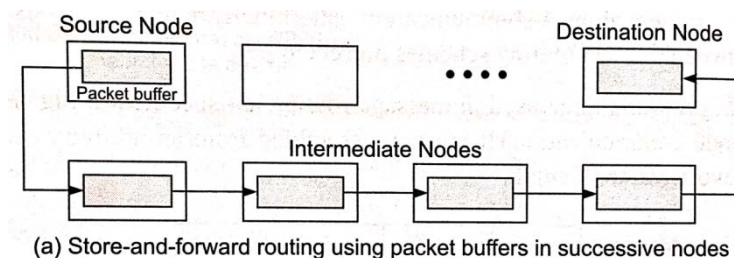 Source Node
Destination Node
Packet buffer
Intermediate Nodes
(a) Store-and-forward routing using packet buffers in successive nodes